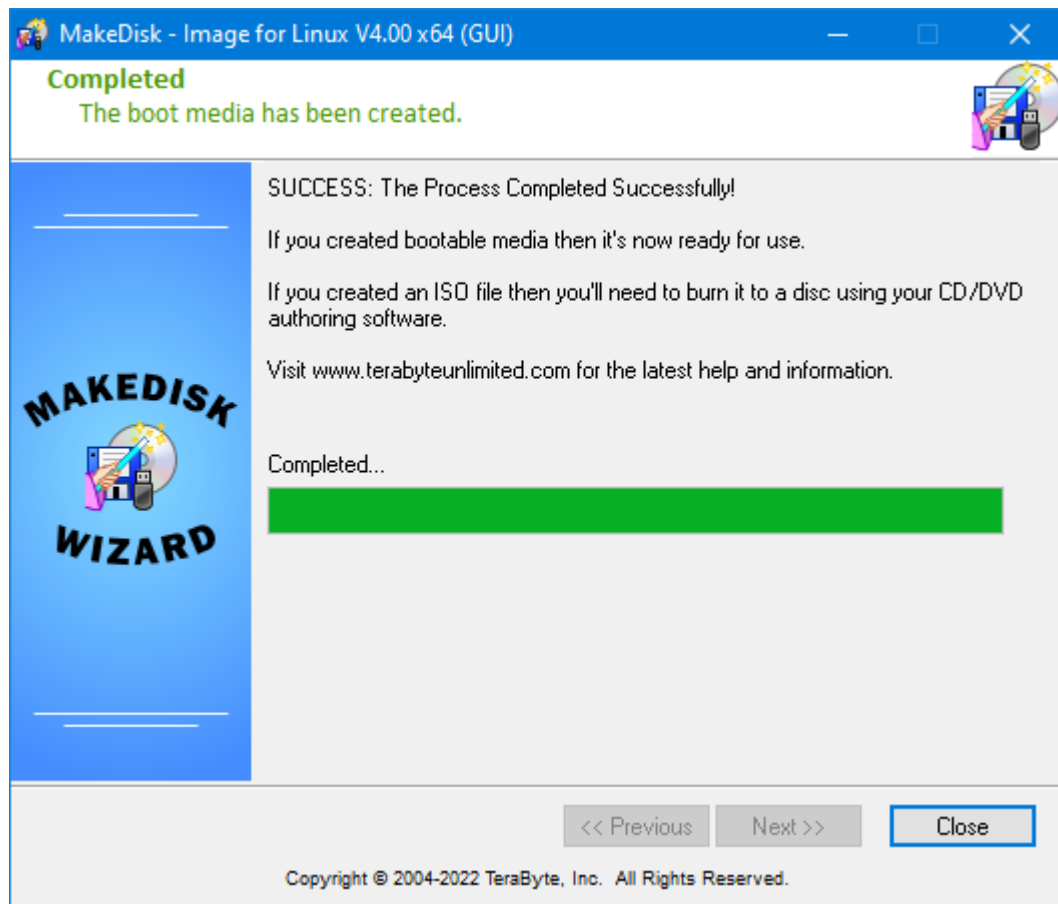 MakeDisk - Image for Linux V4.00 x64 (GUI)
Completed
The boot media has been created.
SUCCESS: The Process Completed Successfully!
If you created bootable media then it's now ready for use.
If you created an ISO file then you'll need to burn it to a disc using your CD/DVD
authoring software.
Visit www.terabyteunlimited.com for the latest help and information.
MAKEDISK
WIZARD
Completed...
<< Previous
Next >>
Close
Copyright © 2004-2022 TeraByte, Inc. All Rights Reserved.